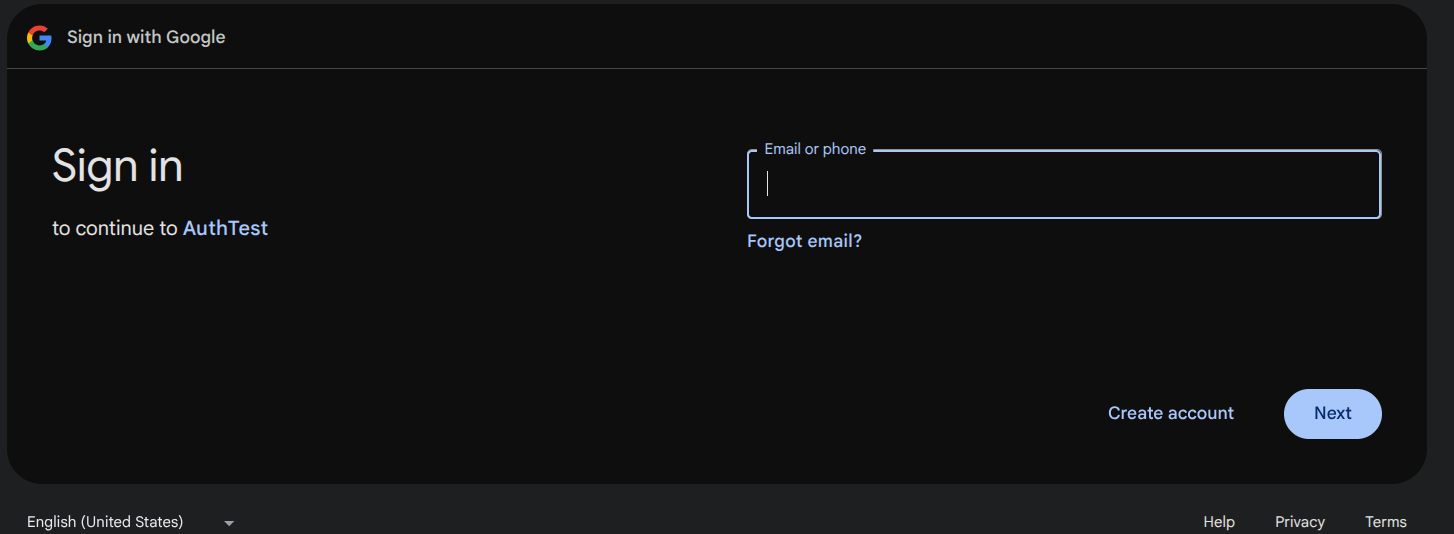 Sign in with Google
Sign in
to continue to AuthTest
Email or phone
Forgot email?
Create account
Next
English (United States)
Help
Privacy
Terms